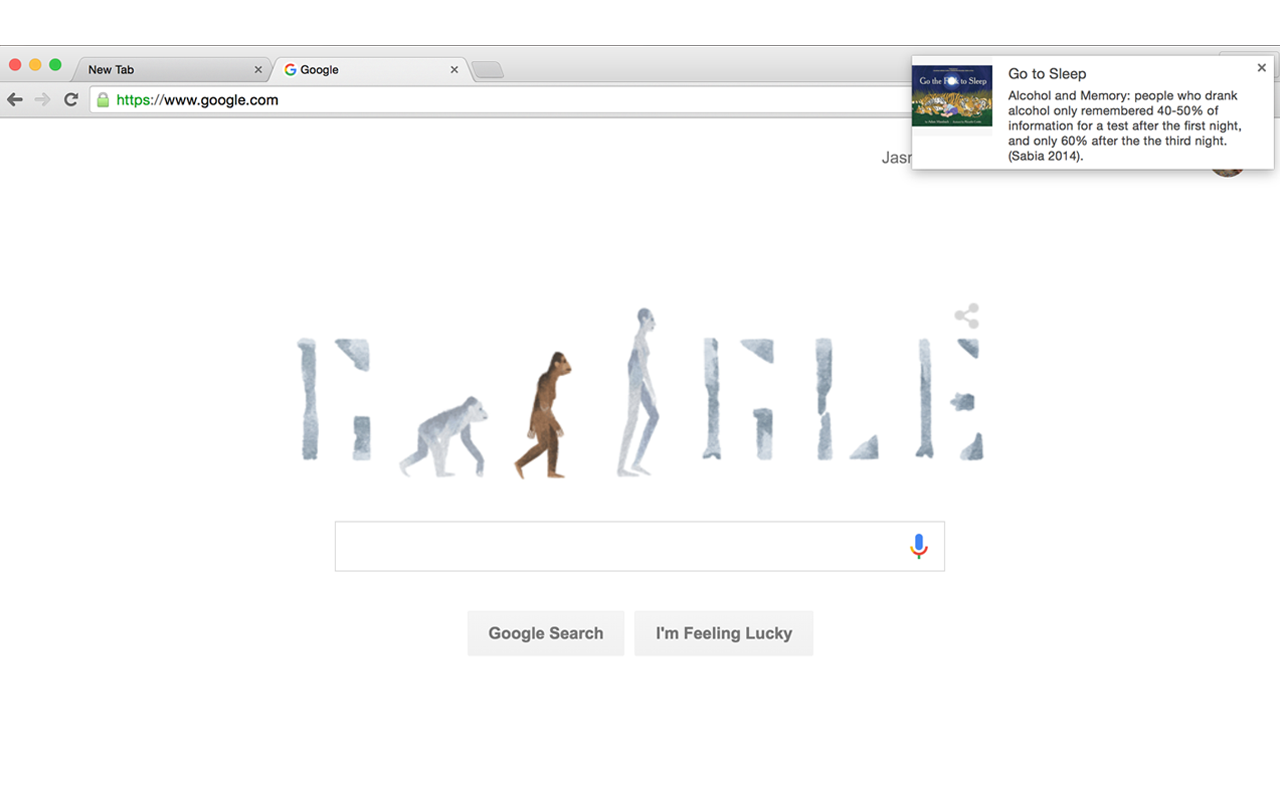 New Tab
Google
https://www.google.com
Go the F k to Sleep
Go to Sleep
Alcohol and Memory: people who drank
alcohol only remembered 40-50% of
information for a test after the first night,
and only 60% after the the third night.
(Sabia 2014).
Jasr
G GLE
Google Search
I'm Feeling Lucky